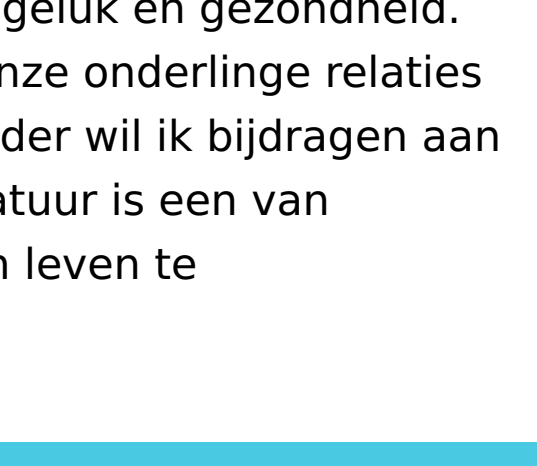 geluk en gezondheid.
nze onderlinge relaties
der wil ik bijdragen aan
atuur is een van
n leven te